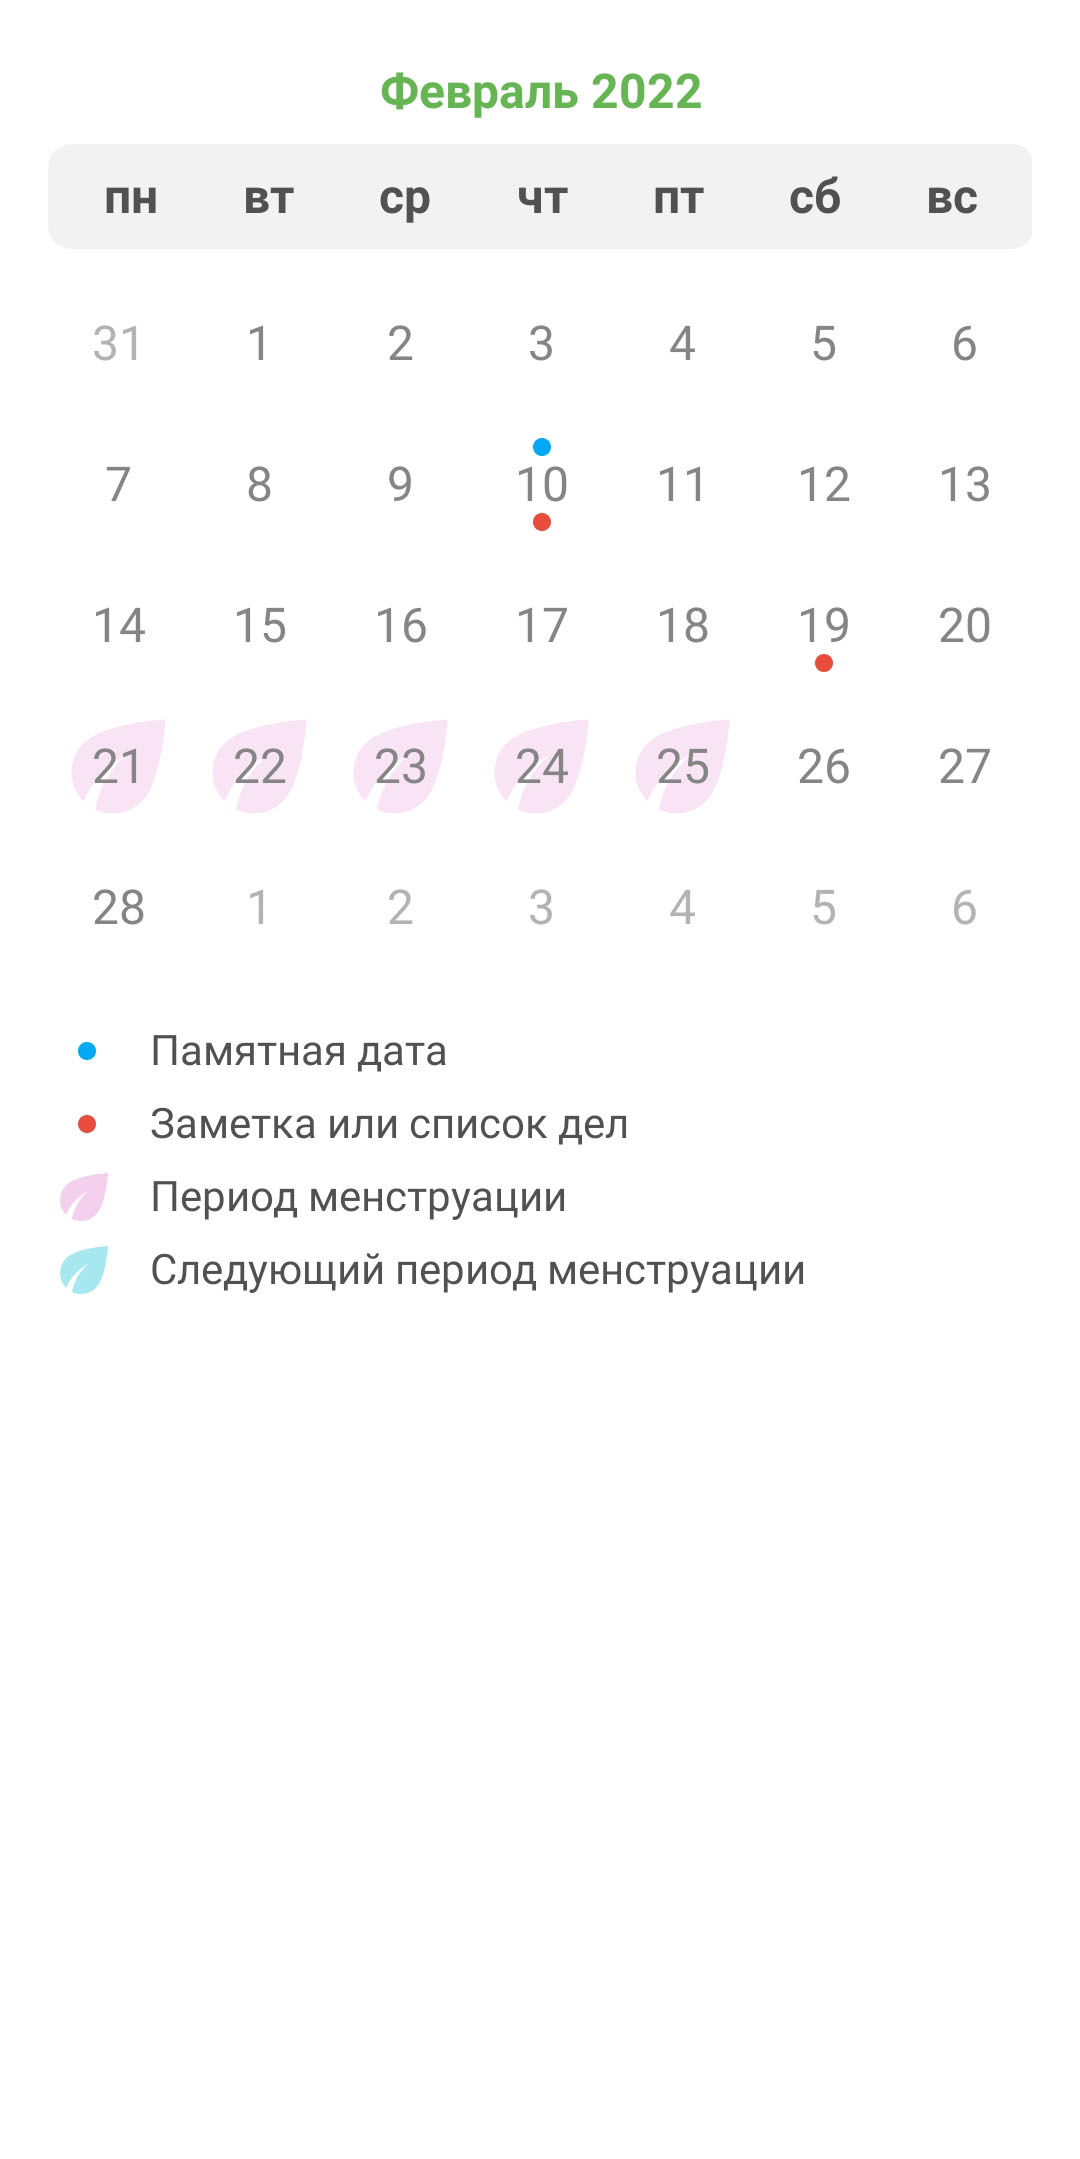 Февраль 2022
пн вт ср чт пт сб вс
31 1 2 3 4 5 6
7 8 9 10 11 12 13
14 15 16 17 18 19 20
21 22 23 24 25 26 27
28 1 2 3 4 5 6
Памятная дата
Заметка или список дел
Период менструации
Следующий период менструации